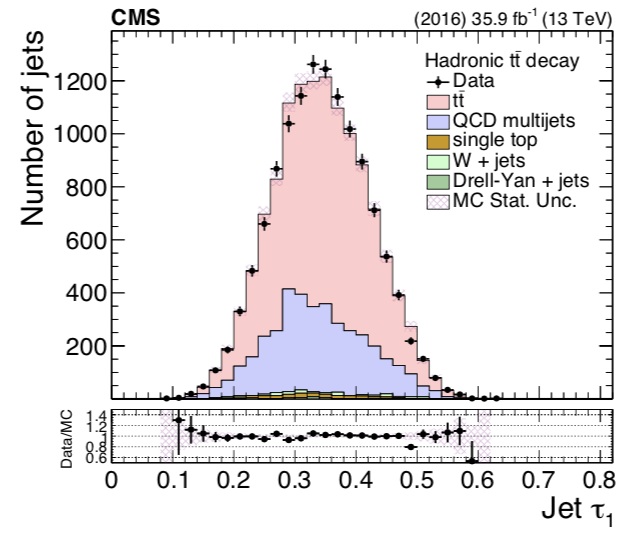 CMS (2016) 35.9 fb⁻¹ (13 TeV)
Number of jets
1200
1000
800
600
400
200
Hadronic tt̄ decay
Data
tt̄
QCD multijets
single top
W + jets
Drell-Yan + jets
MC Stat. Unc.
Data/MC
1.4
1.2
1
0.8
0.6
0 0.1 0.2 0.3 0.4 0.5 0.6 0.7 0.8
Jet τ₁